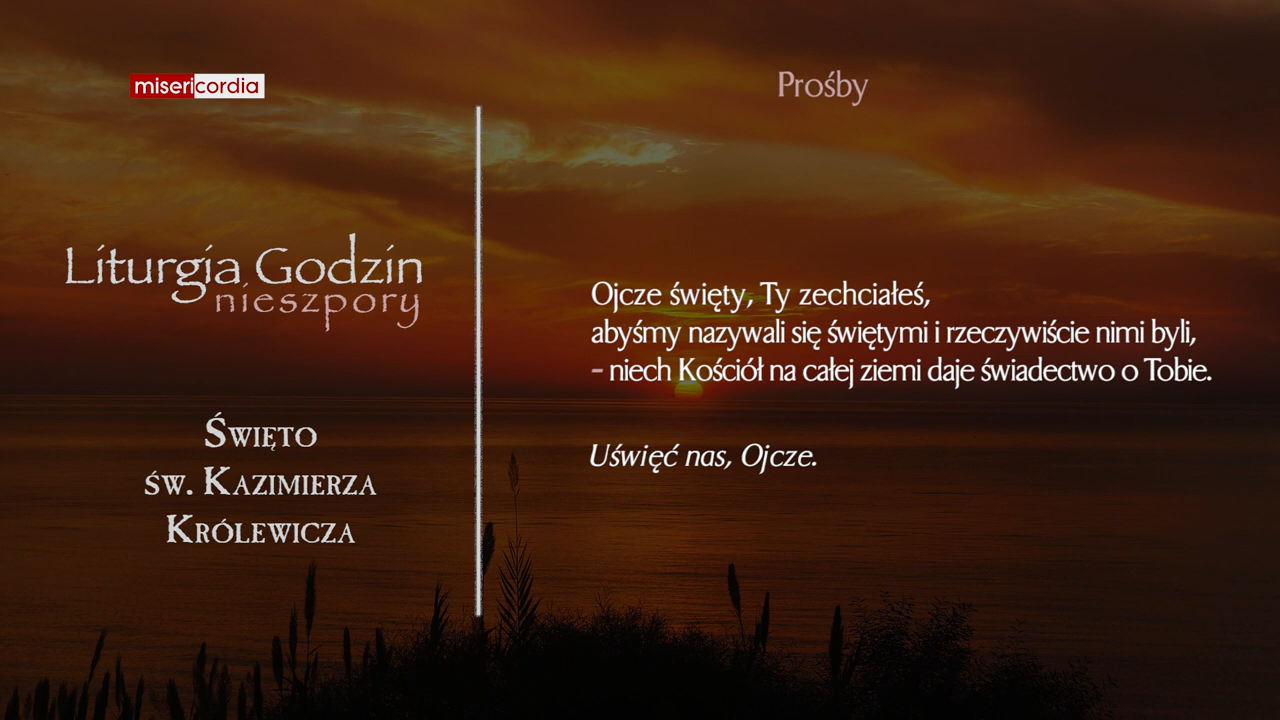 misericordia
Liturgia Godzin
nieszpory
Święto
św. Kazimierza
Królewicza
Prośby
Ojcze święty, Ty zechciałeś,
abyśmy nazywali się świętymi i rzeczywiście nimi byli,
– niech Kościół na całej ziemi daje świadectwo o Tobie.
Uświęć nas, Ojcze.